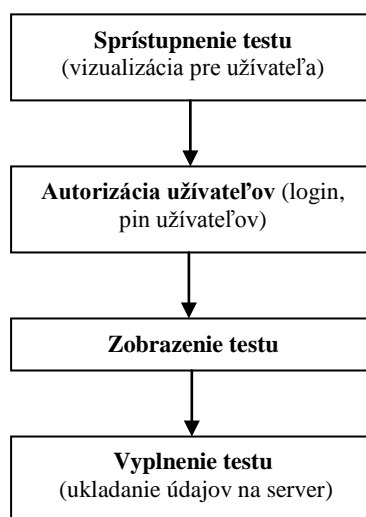 Sprístupnenie testu
(vizualizácia pre užívateľa)
Autorizácia užívateľov (login,
pin užívateľov)
Zobrazenie testu
Vyplnenie testu
(ukladanie údajov na server)